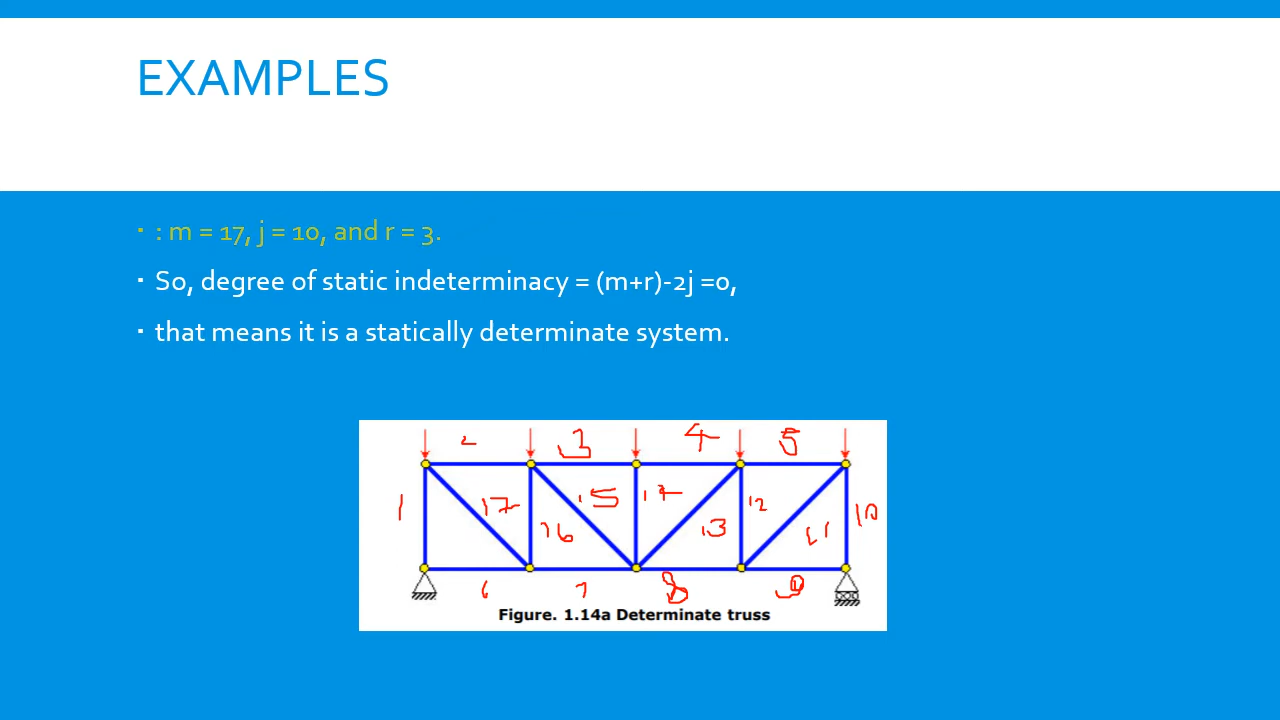 EXAMPLES
: m = 17, j = 10, and r = 3.
So, degree of static indeterminacy = (m+r)-2j =0,
that means it is a statically determinate system.
3 4 5
1 17 15 12 10
16 13 11
6 7 8 9
Figure. 1.14a Determinate truss